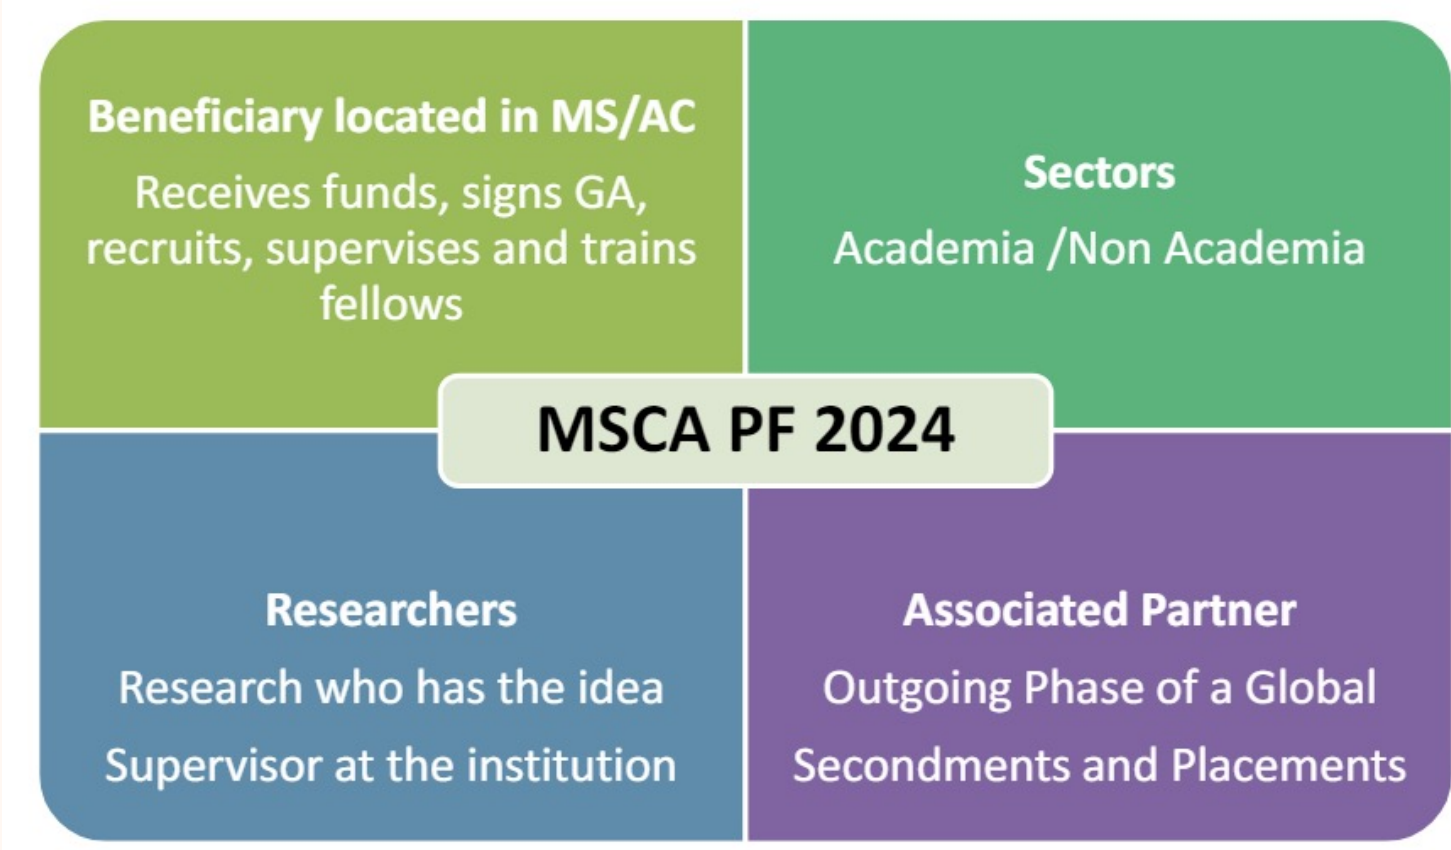 Beneficiary located in MS/AC
Receives funds, signs GA,
recruits, supervises and trains
fellows
Sectors
Academia /Non Academia
MSCA PF 2024
Researchers
Research who has the idea
Supervisor at the institution
Associated Partner
Outgoing Phase of a Global
Secondments and Placements